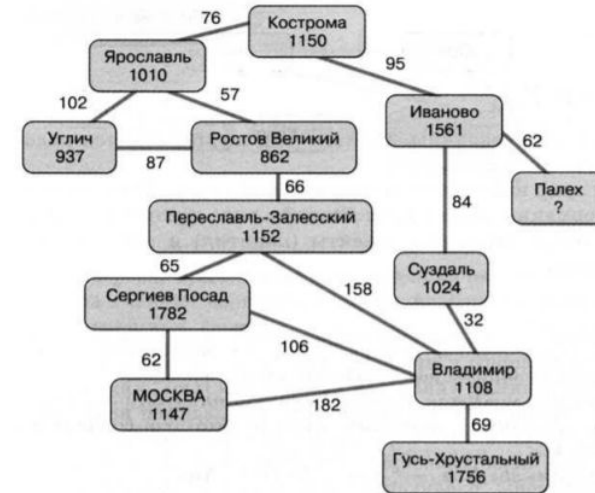 76
Кострома
1150
Ярославль
1010
95
102
57
Иваново
1561
Углич
937
87
Ростов Великий
862
62
66
Палех
?
84
Переславль-Залесский
1152
65
158
Суздаль
1024
Сергиев Посад
1782
32
106
62
Владимир
1108
МОСКВА
1147
182
69
Гусь-Хрустальный
1756